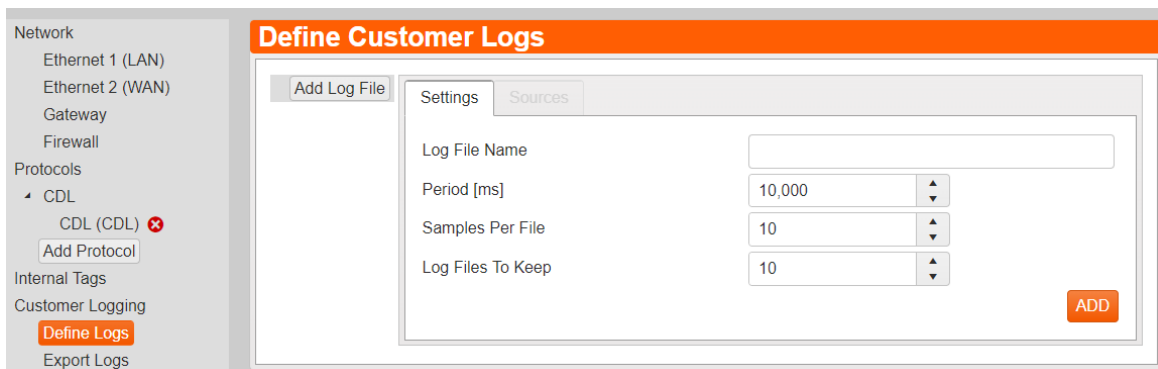 Network
Ethernet 1 (LAN)
Ethernet 2 (WAN)
Gateway
Firewall
Protocols
CDL
CDL (CDL)
Add Protocol
Internal Tags
Customer Logging
Define Logs
Export Logs
Define Customer Logs
Add Log File
Settings
Sources
Log File Name
Period [ms]
10,000
Samples Per File
10
Log Files To Keep
10
ADD